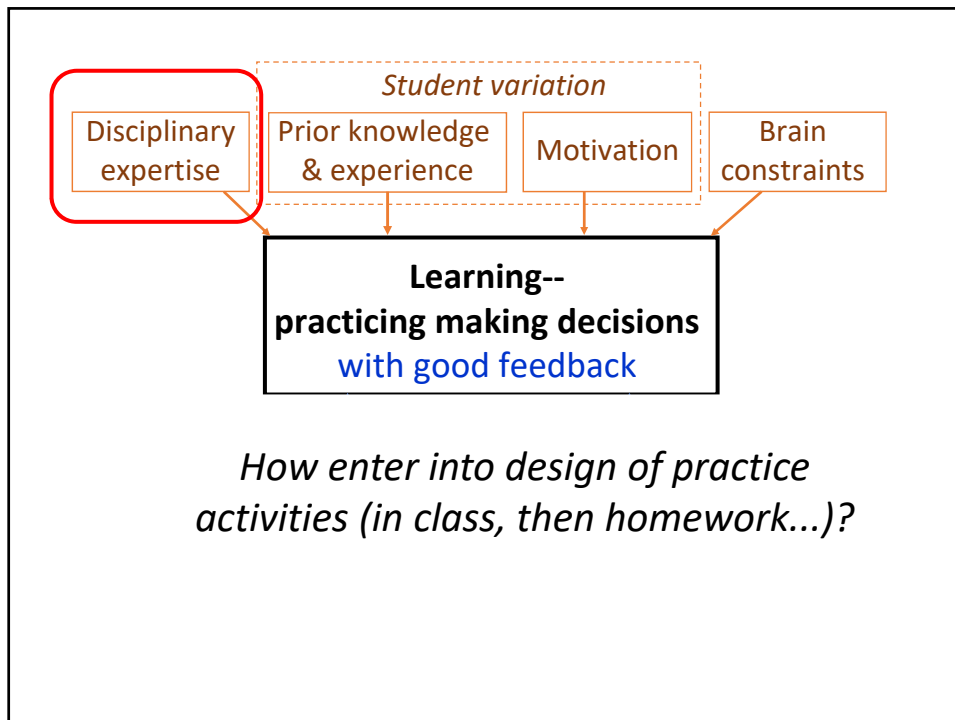 Student variation
Disciplinary
expertise
Prior knowledge
& experience
Motivation
Brain
constraints
Learning--
practicing making decisions
with good feedback
How enter into design of practice
activities (in class, then homework...)?